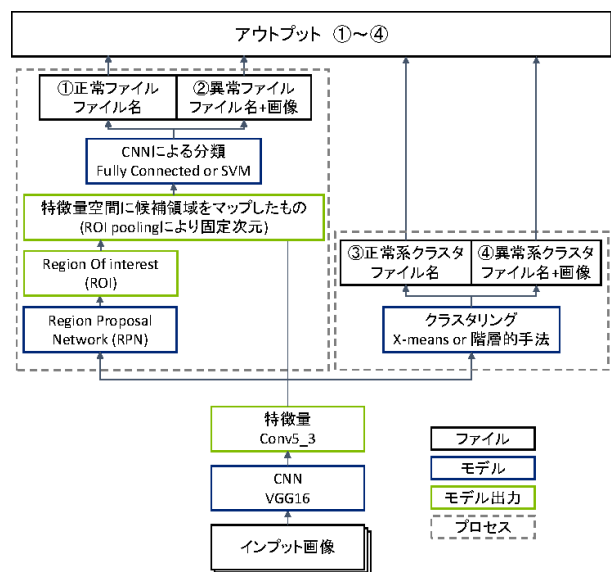 アウトプット ①～④
①正常ファイル
ファイル名
②異常ファイル
ファイル名+画像
CNNによる分類
Fully Connected or SVM
特徴量空間に候補領域をマップしたもの
(ROI poolingにより固定次元)
Region Of interest
(ROI)
Region Proposal
Network (RPN)
③正常系クラスタ
ファイル名
④異常系クラスタ
ファイル名+画像
クラスタリング
X-means or 階層的手法
特徴量
Conv5_3
CNN
VGG16
インプット画像
ファイル
モデル
モデル出力
プロセス